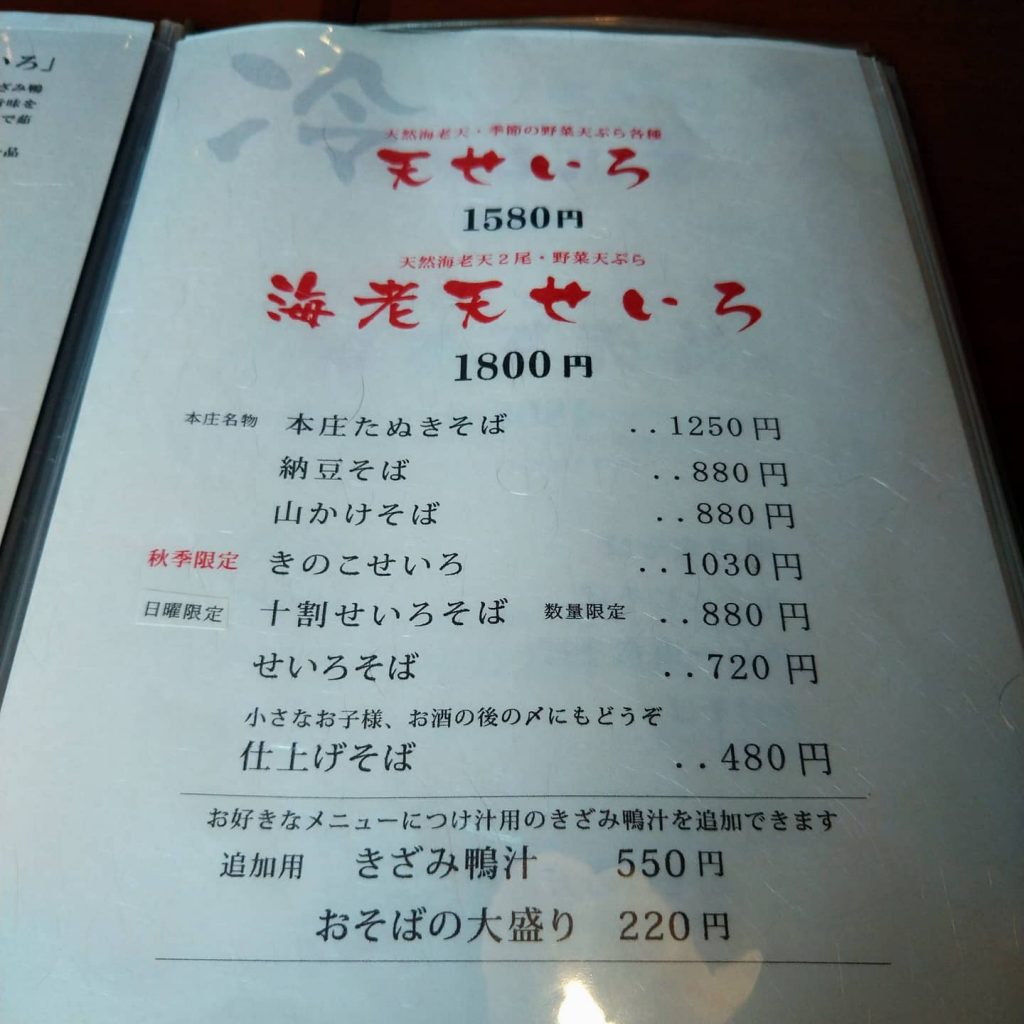 いろ」
ざみ鴨
味を
で茹
品
冷
天然海老天・季節の野菜天ぷら各種
天せいろ
1580円
天然海老天2尾・野菜天ぷら
海老天せいろ
1800円
本庄名物 本庄たぬきそば ‥1250円
納豆そば ‥880円
山かけそば ‥880円
秋季限定 きのこせいろ ‥1030円
日曜限定 十割せいろそば 数量限定 ‥880円
せいろそば ‥720円
小さなお子様、お酒の後の〆にもどうぞ
仕上げそば ‥480円
お好きなメニューにつけ汁用のきざみ鴨汁を追加できます
追加用 きざみ鴨汁 550円
おそばの大盛り 220円